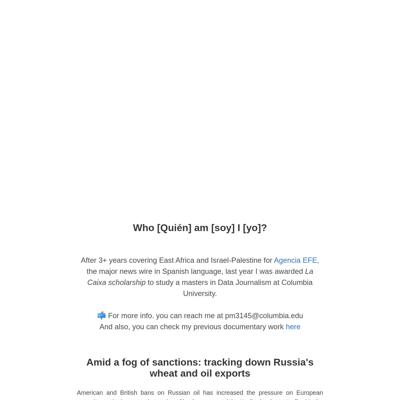 Who [Quién] am [soy] I [yo]?
After 3+ years covering East Africa and Israel-Palestine for Agencia EFE,
the major news wire in Spanish language, last year I was awarded La
Caixa scholarship to study a masters in Data Journalism at Columbia
University.
📫 For more info. you can reach me at pm3145@columbia.edu
And also, you can check my previous documentary work here
Amid a fog of sanctions: tracking down Russia's
wheat and oil exports
American and British bans on Russian oil has increased the pressure on European